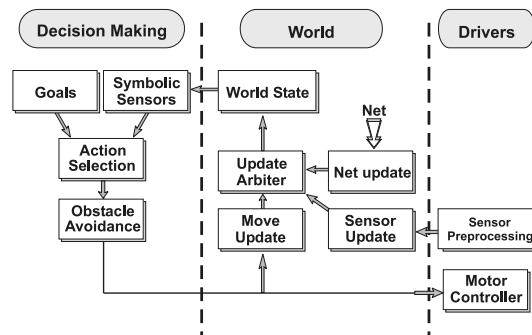 Decision Making
World
Drivers
Goals
Symbolic
Sensors
World State
Net
Action
Selection
Update
Arbiter
Net update
Obstacle
Avoidance
Move
Update
Sensor
Update
Sensor
Preprocessing
Motor
Controller